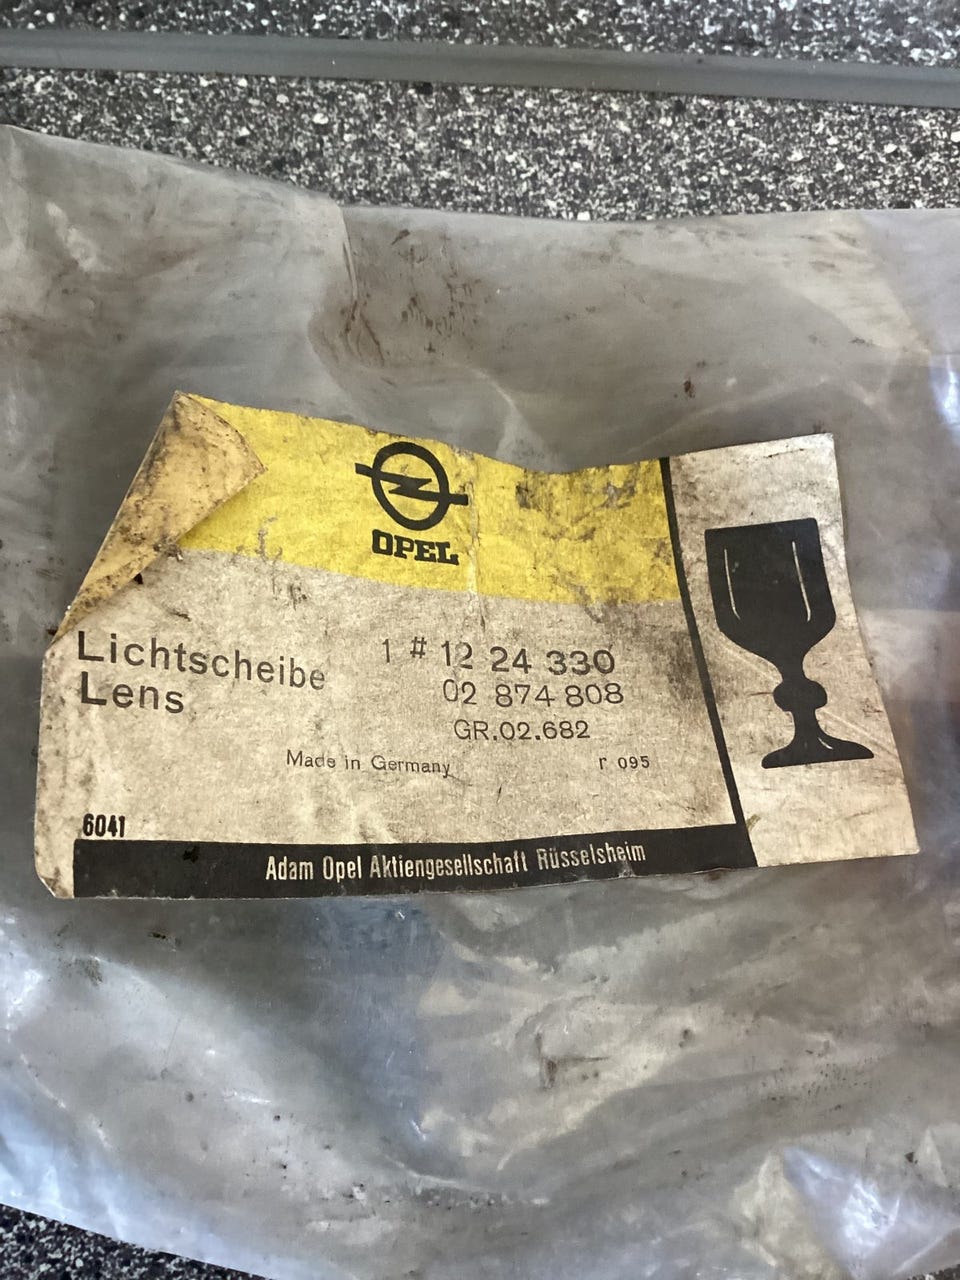 OPEL
Lichtscheibe 1 # 12 24 330
Lens 02 874 808
GR.02.682
Made in Germany r 095
6041
Adam Opel Aktiengesellschaft Rüsselsheim